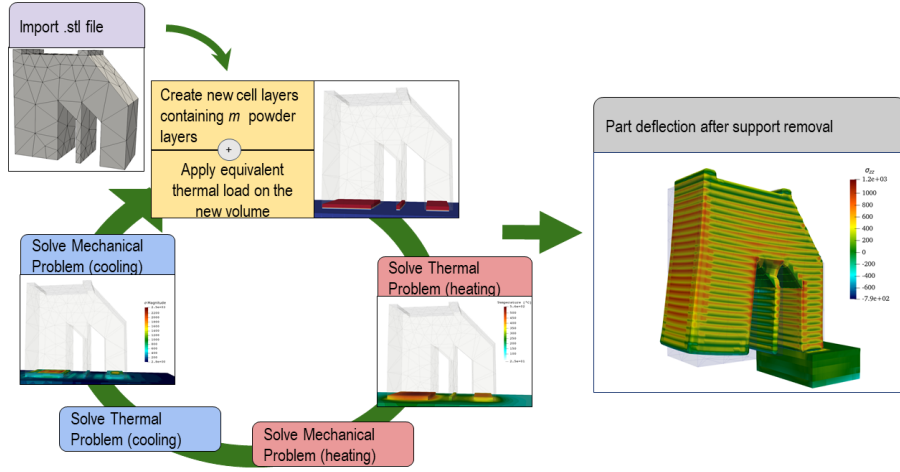 Import .stl file
Create new cell layers
containing m powder
layers
+
Apply equivalent
thermal load on the
new volume
Solve Thermal
Problem (heating)
Temperature (°C)
Solve Mechanical
Problem (heating)
Solve Thermal
Problem (cooling)
Solve Mechanical
Problem (cooling)
σ Magnitude
Part deflection after support removal
σzz
1.2e+03
1000
800
600
400
200
0
-200
-400
-600
-7.9e+02